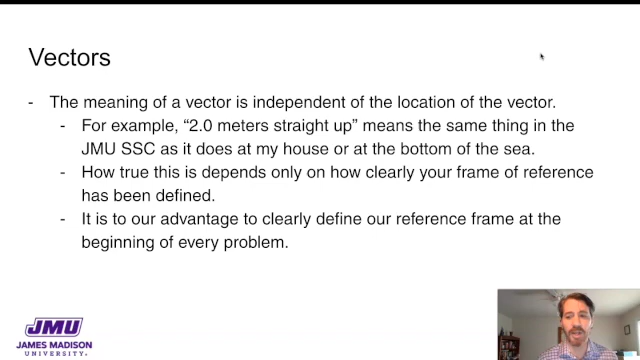 Vectors
- The meaning of a vector is independent of the location of the vector.
- For example, “2.0 meters straight up” means the same thing in the
JMU SSC as it does at my house or at the bottom of the sea.
- How true this is depends only on how clearly your frame of reference
has been defined.
- It is to our advantage to clearly define our reference frame at the
beginning of every problem.
JMU
JAMES MADISON
UNIVERSITY.